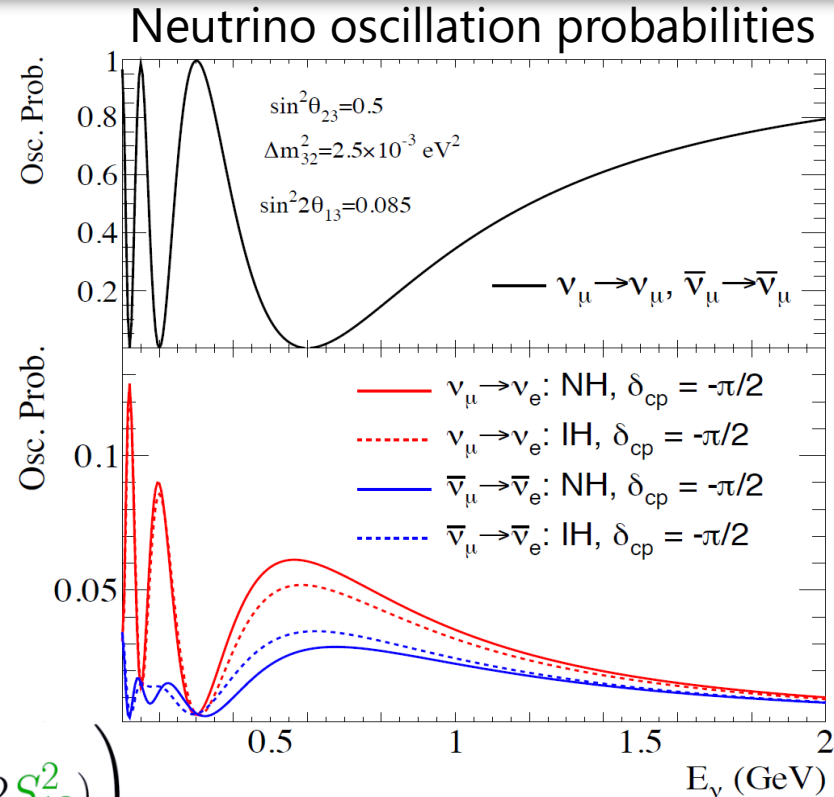 Neutrino oscillation probabilities
Osc. Prob.
1
0.8
0.6
0.4
0.2
sin²θ₂₃=0.5
Δm²₃₂=2.5×10⁻³ eV²
sin²2θ₁₃=0.085
ν_μ→ν_μ, ν̄_μ→ν̄_μ
Osc. Prob.
0.1
0.05
ν_μ→ν_e: NH, δ_cp = -π/2
ν_μ→ν_e: IH, δ_cp = -π/2
ν̄_μ→ν̄_e: NH, δ_cp = -π/2
ν̄_μ→ν̄_e: IH, δ_cp = -π/2
0.5
1
1.5
2
E_ν (GeV)